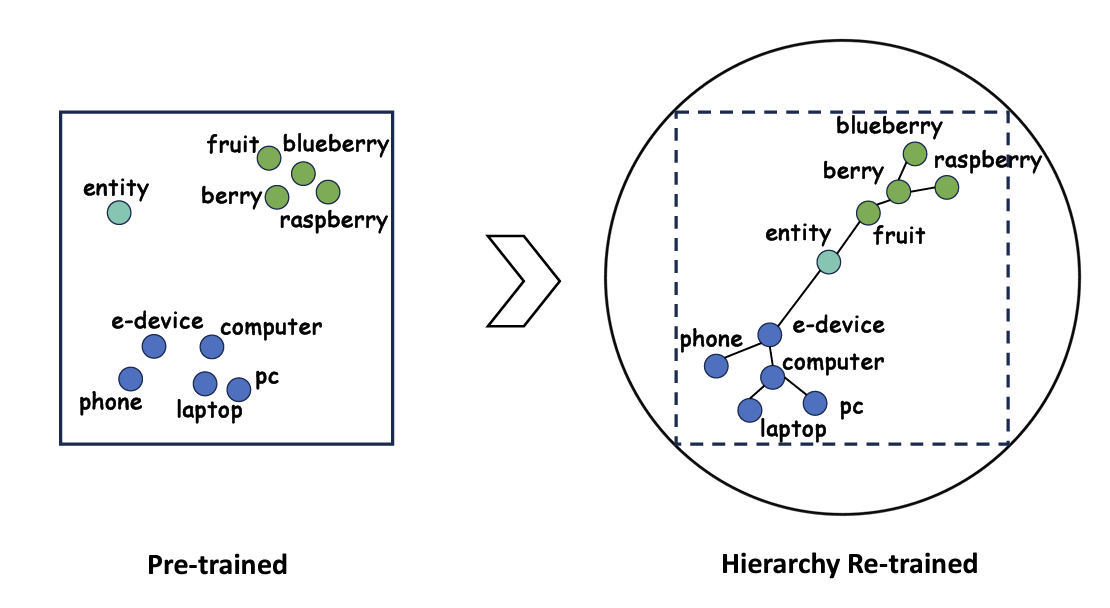 fruit
blueberry
entity
berry
raspberry
e-device
computer
pc
phone
laptop
Pre-trained
blueberry
raspberry
berry
entity
fruit
e-device
phone
computer
pc
laptop
Hierarchy Re-trained